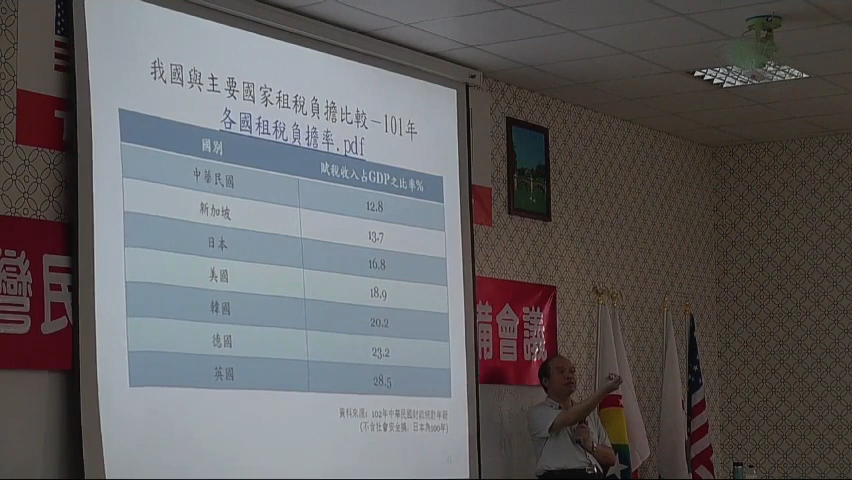 我國與主要國家租稅負擔比較－101年
各國租稅負擔率.pdf
國別 賦稅收入占GDP之比率%
中華民國 12.8
新加坡 13.7
日本 16.8
美國 18.9
韓國 20.2
德國 23.2
英國 28.5
資料來源：102年中華民國財政統計年報
(不含社會安全捐，日本為100年)
灣民
備會議